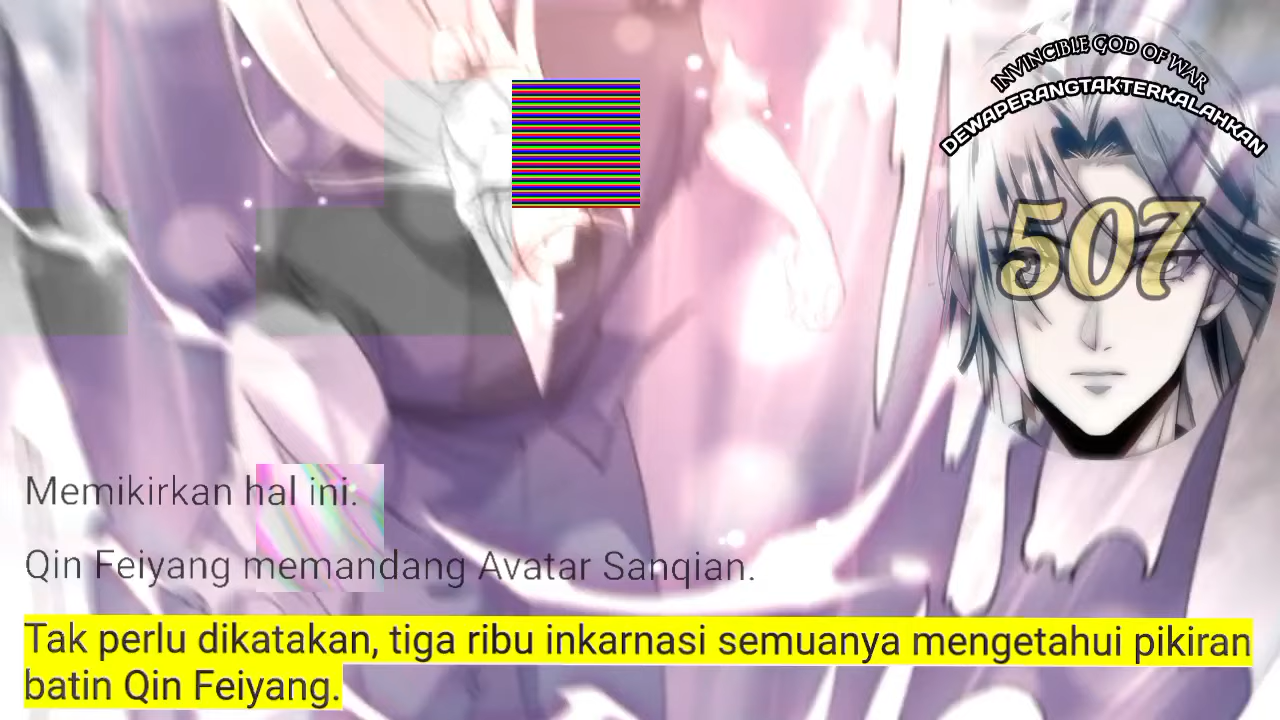 INVINCIBLE GOD OF WAR
DEWAPERANGTAKTERKALAHKAN
507
Memikirkan hal ini.
Qin Feiyang memandang Avatar Sanqian.
Tak perlu dikatakan, tiga ribu inkarnasi semuanya mengetahui pikiran
batin Qin Feiyang.